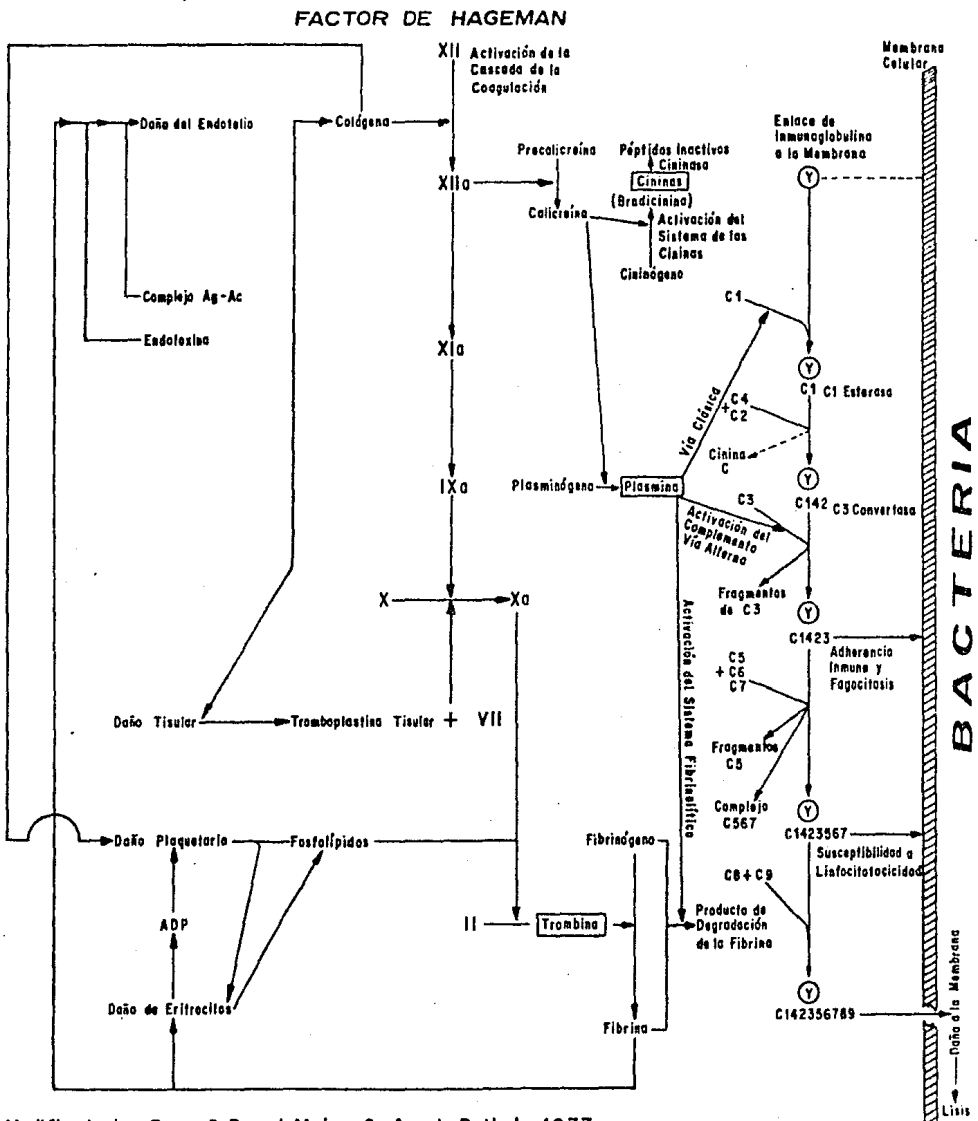 FACTOR DE HAGEMAN
XII
Activación de la
Cascada de la
Coagulación
Membrana
Celular
Daño del Endotelio
Colágena
Enlace de
Inmunoglobulina
a la Membrana
Precalicreína
Péptidos Inactivos
Cininasa
Cininas
(Bradicinina)
XIIa
Y
Calicreína
Activación del
Sistema de las
Cininas
Cininógeno
Complejo Ag-Ac
Endotoxina
C1
XIa
Y
C1 C1 Esterasa
C4
+
C2
Vía Clásica
Cinina
C
Y
IXa
Plasminógeno
Plasmina
C142
C3 Convertasa
C3
Activación del
Complemento
Vía Alterna
X
Xa
Fragmentos
de C3
Y
C1423
Adherencia
Inmune y
Fagocitosis
C5
+ C6
C7
Daño Tisular
Tromboplastina Tisular + VII
Activación del Sistema Fibrinolítico
Fragmentos
C5
Complejo
C567
Y
C1423567
Susceptibilidad a
Linfocitotoxicidad
Daño Plaquetario
Fosfolípidos
Fibrinógeno
C8 + C9
ADP
II
Trombina
Producto de
Degradación
de la Fibrina
Daño de Eritrocitos
Fibrina
Y
C142356789
BACTERIA
Daño a la Membrana
Lisis